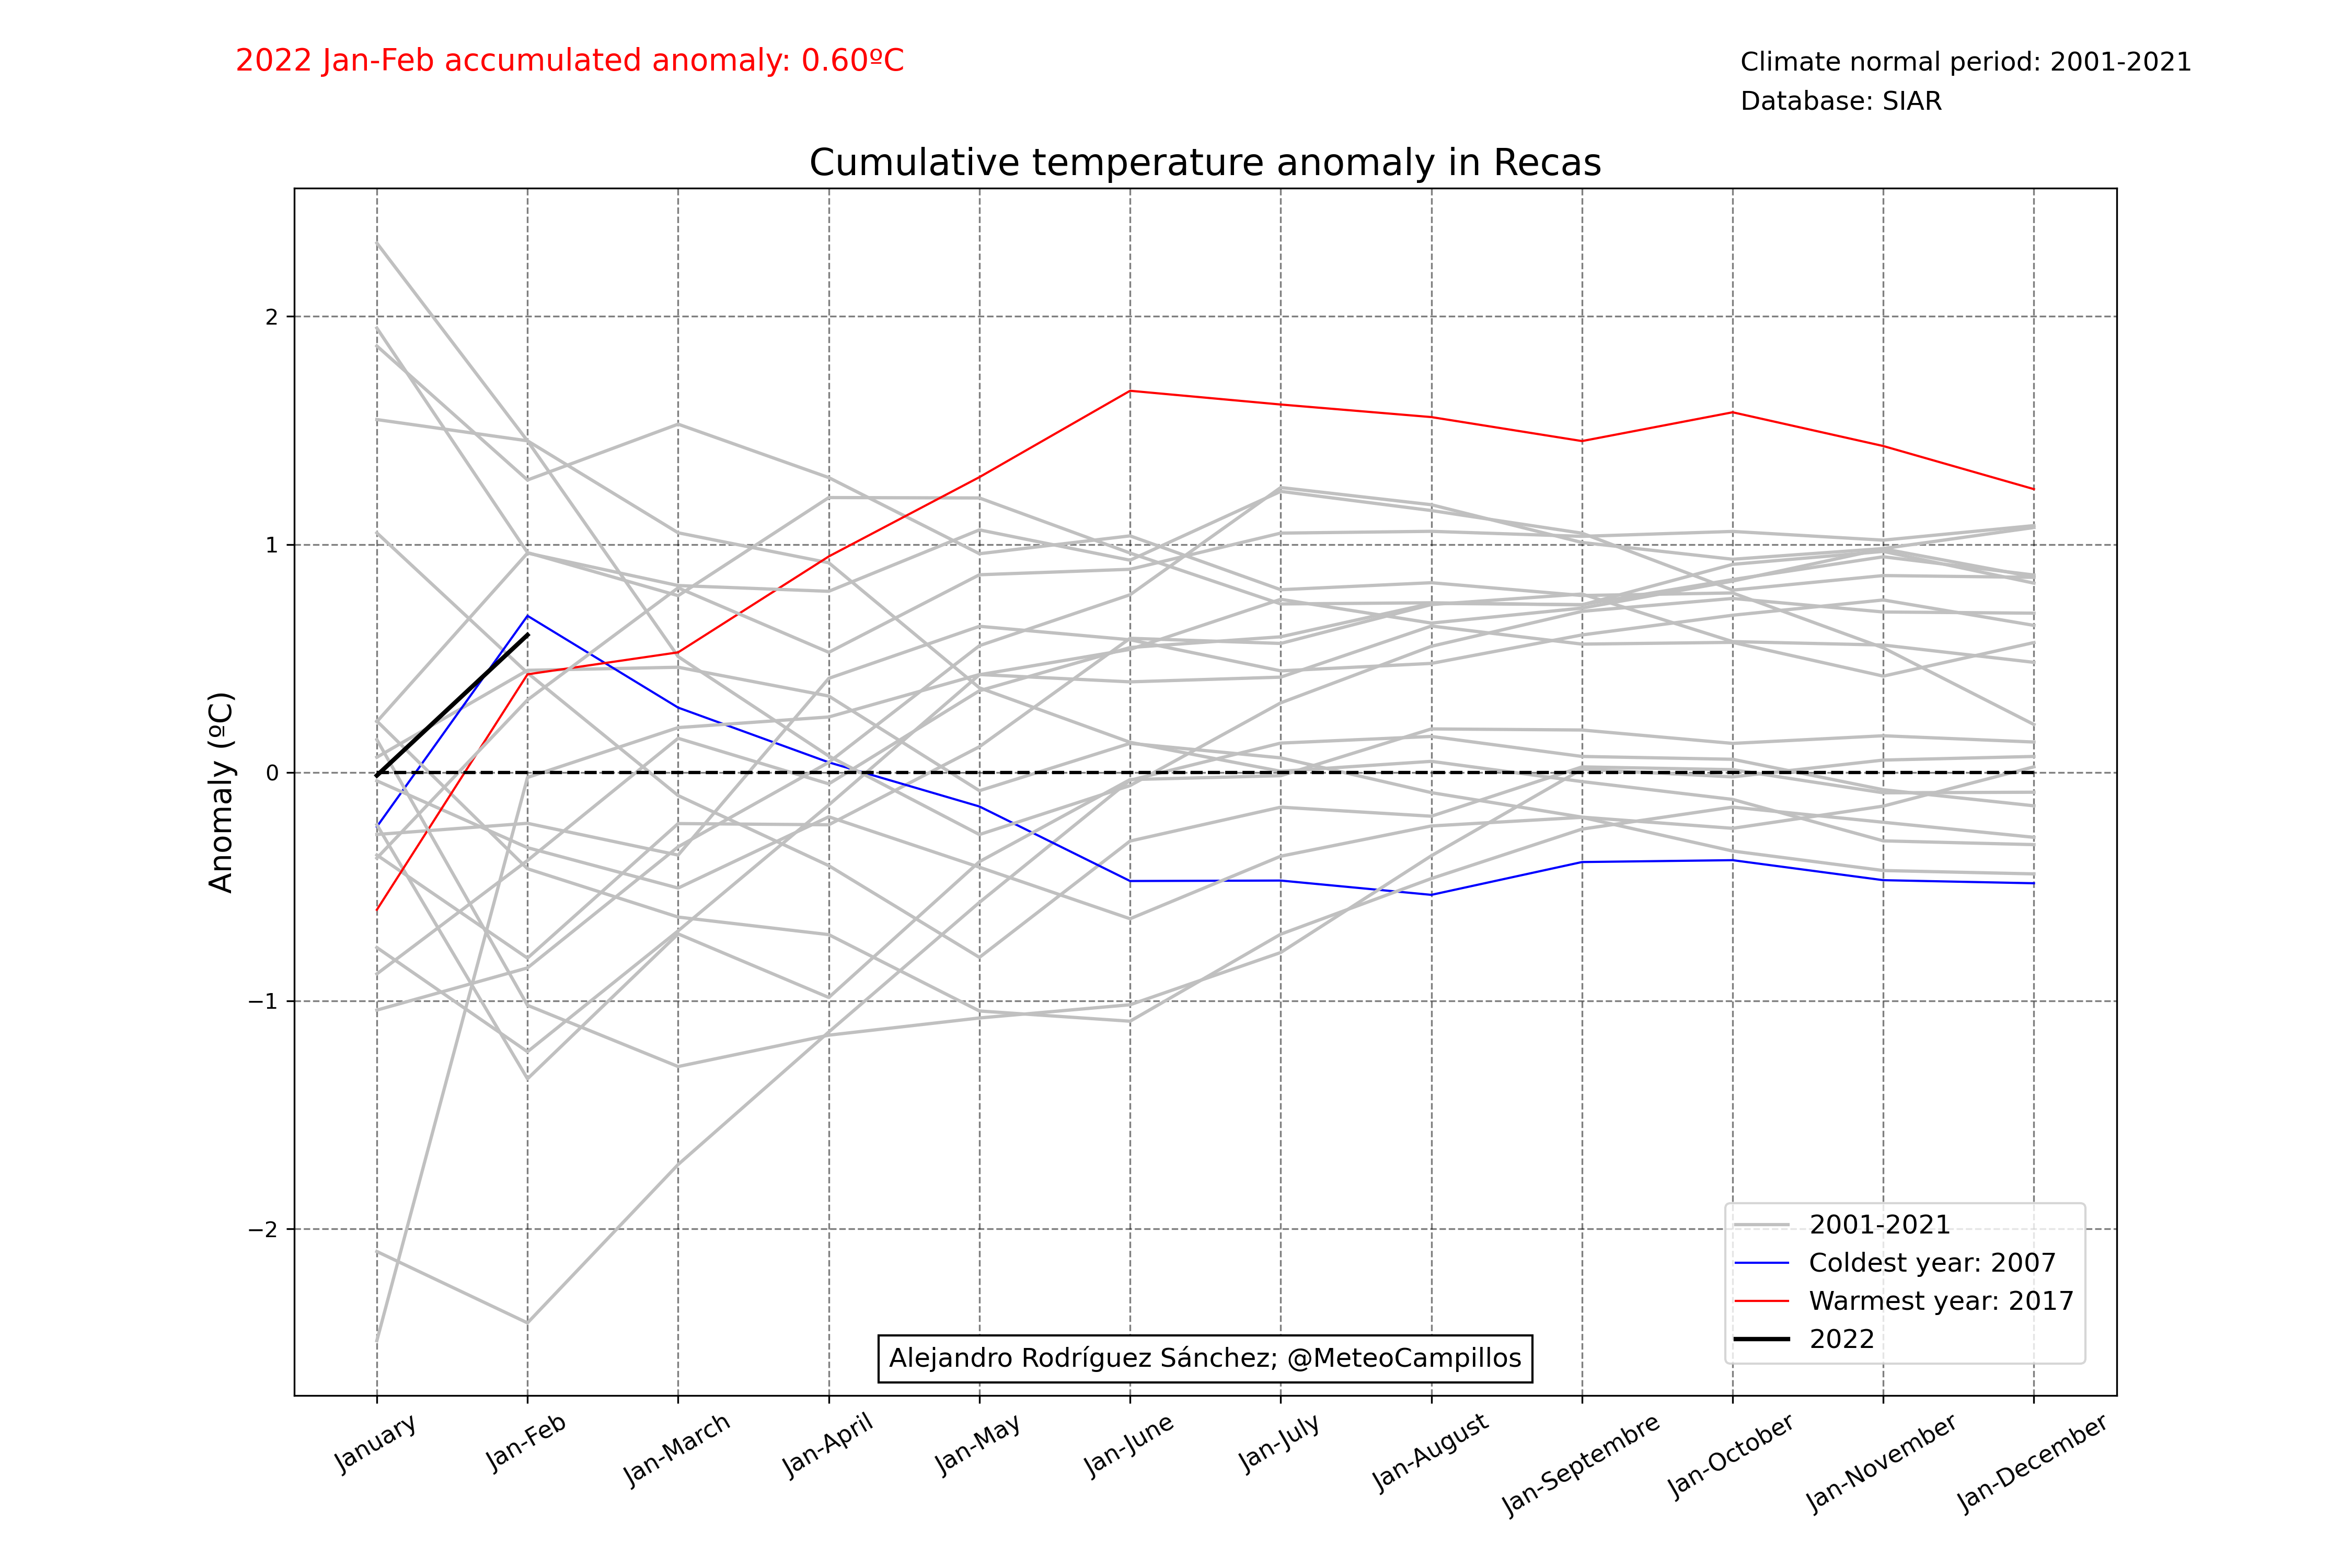 2022 Jan-Feb accumulated anomaly: 0.60ºC
Climate normal period: 2001-2021
Database: SIAR
Cumulative temperature anomaly in Recas
Anomaly (ºC)
2
1
0
−1
−2
2001-2021
Coldest year: 2007
Warmest year: 2017
2022
Alejandro Rodríguez Sánchez; @MeteoCampillos
January
Jan-Feb
Jan-March
Jan-April
Jan-May
Jan-June
Jan-July
Jan-August
Jan-Septembre
Jan-October
Jan-November
Jan-December